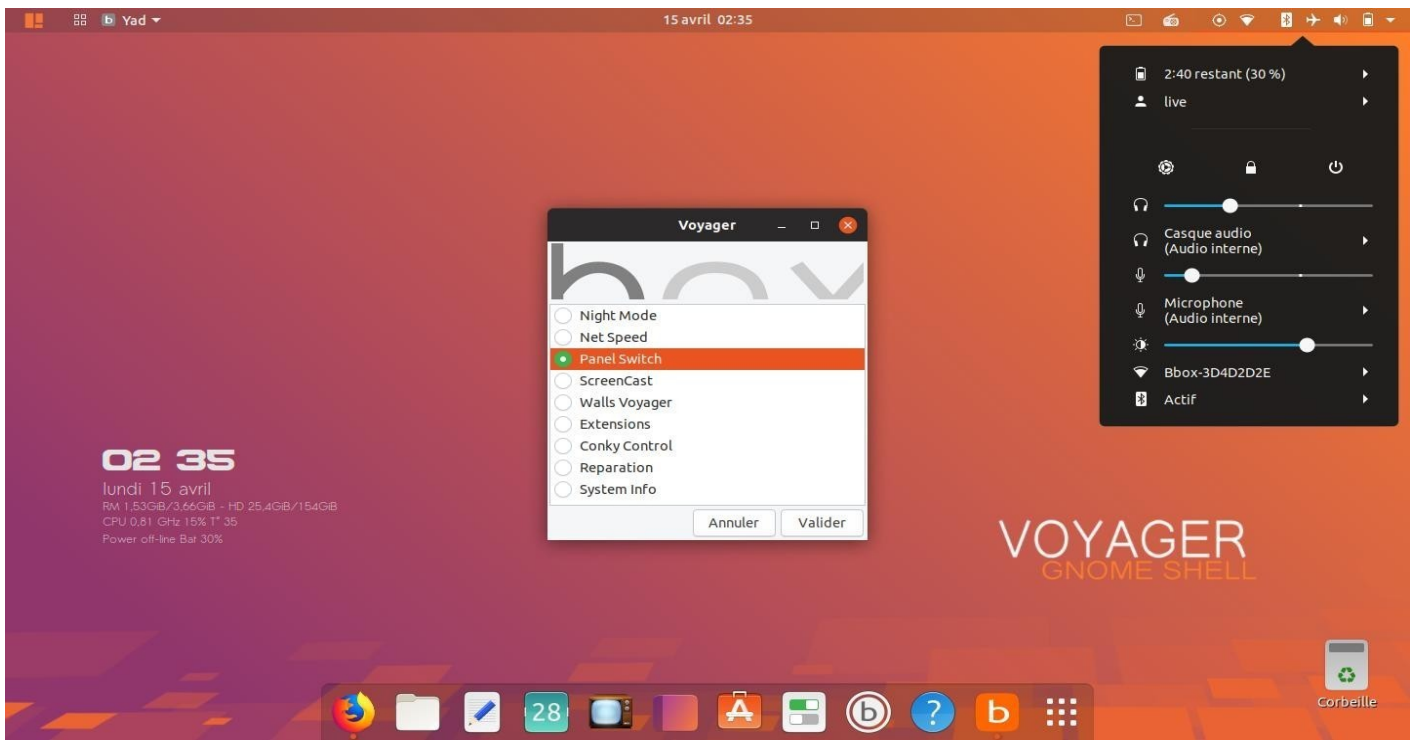 Yad
15 avril 02:35
2:40 restant (30 %)
live
Casque audio
(Audio interne)
Microphone
(Audio interne)
Bbox-3D4D2D2E
Actif
Voyager
Night Mode
Net Speed
Panel Switch
ScreenCast
Walls Voyager
Extensions
Conky Control
Reparation
System Info
Annuler Valider
02 35
lundi 15 avril
RM 1,53GiB/3,66GiB - HD 25,4GiB/154GiB
CPU 0,81 GHz 15% T° 35
Power off-line Bat 30%
VOYAGER
GNOME SHELL
Corbeille
28